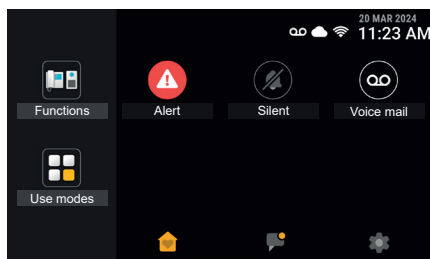 20 MAR 2024
11:23 AM
Functions
Alert
Silent
Voice mail
Use modes